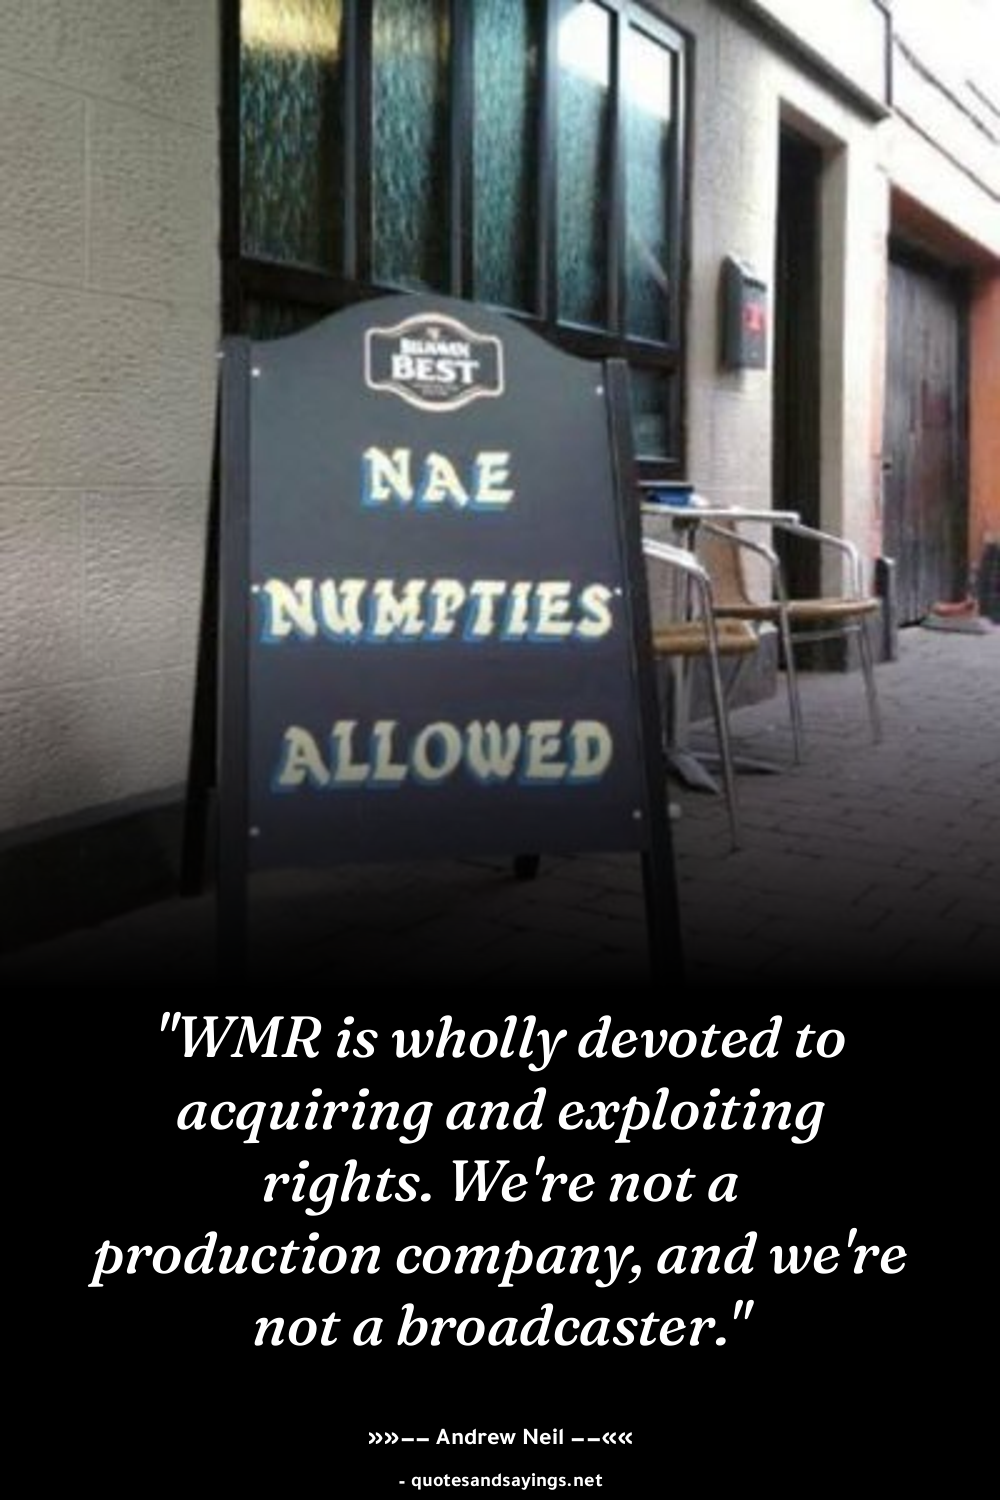 BEST
NAE
NUMPTIES
ALLOWED
"WMR is wholly devoted to
acquiring and exploiting
rights. We're not a
production company, and we're
not a broadcaster."
»»−− Andrew Neil −−««
- quotesandsayings.net